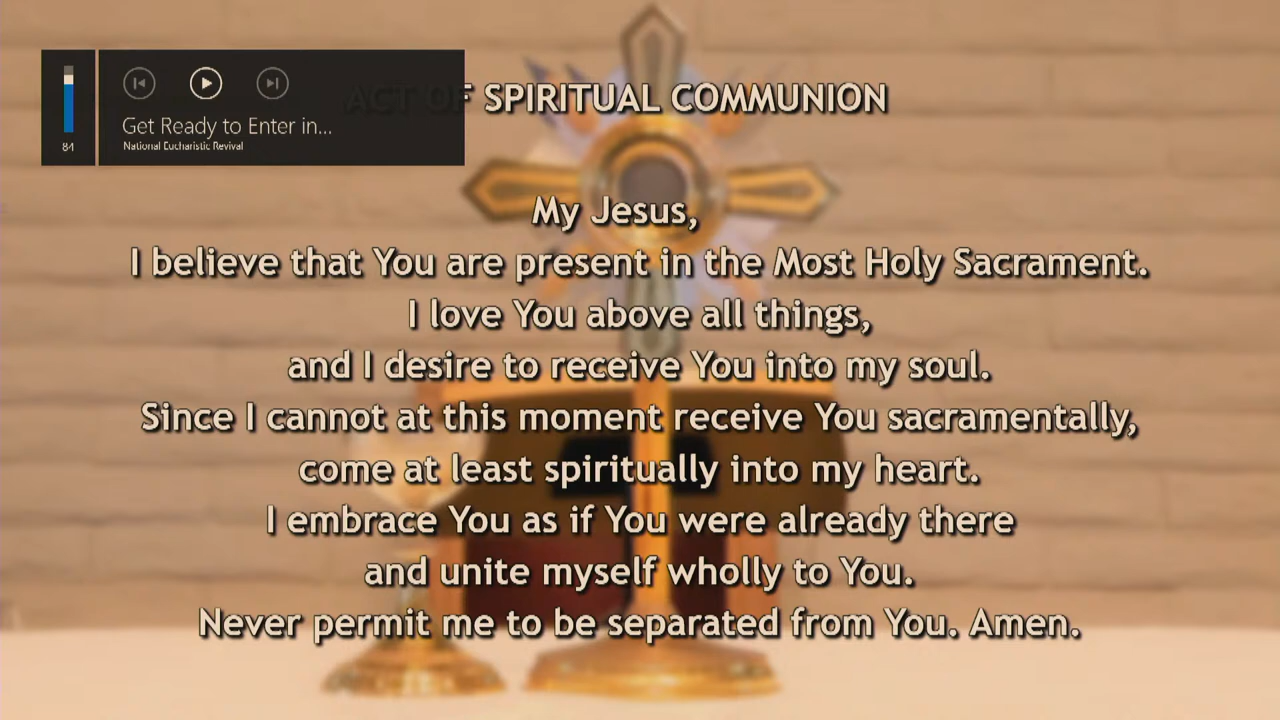 ACT OF SPIRITUAL COMMUNION
84
Get Ready to Enter in...
National Eucharistic Revival
My Jesus,
I believe that You are present in the Most Holy Sacrament.
I love You above all things,
and I desire to receive You into my soul.
Since I cannot at this moment receive You sacramentally,
come at least spiritually into my heart.
I embrace You as if You were already there
and unite myself wholly to You.
Never permit me to be separated from You. Amen.